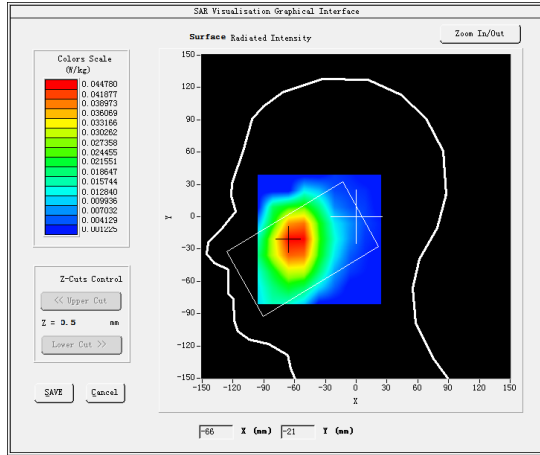 SAR Visualisation Graphical Interface
Surface Radiated Intensity
Zoom In/Out
Colors Scale
(W/kg)
0.044780
0.041877
0.038973
0.036069
0.033166
0.030262
0.027358
0.024455
0.021551
0.018647
0.015744
0.012840
0.009936
0.007032
0.004129
0.001225
Z-Cuts Control
<< Upper Cut
Z = 3.5 mm
Lower Cut >>
SAVE Cancel
150
120
90
60
30
0
-30
-60
-90
-120
-150
Y
-150 -120 -90 -60 -30 0 30 60 90 120 150
X
-66 X (mm) -21 Y (mm)